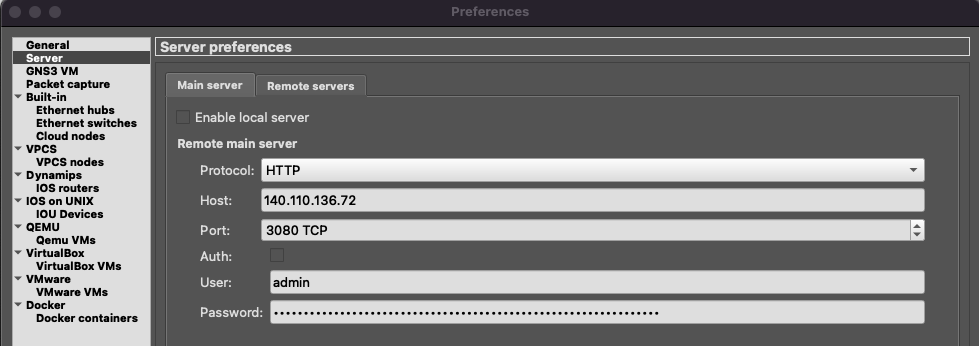 Preferences
General
Server
GNS3 VM
Packet capture
Built-in
Ethernet hubs
Ethernet switches
Cloud nodes
VPCS
VPCS nodes
Dynamips
IOS routers
IOS on UNIX
IOU Devices
QEMU
Qemu VMs
VirtualBox
VirtualBox VMs
VMware
VMware VMs
Docker
Docker containers
Server preferences
Main server
Remote servers
Enable local server
Remote main server
Protocol: HTTP
Host: 140.110.136.72
Port: 3080 TCP
Auth:
User: admin
Password: